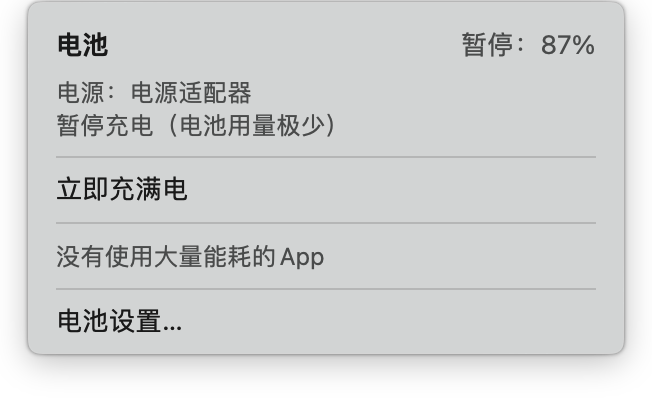 电池 暂停：87%
电源：电源适配器
暂停充电（电池用量极少）
立即充满电
没有使用大量能耗的 App
电池设置...